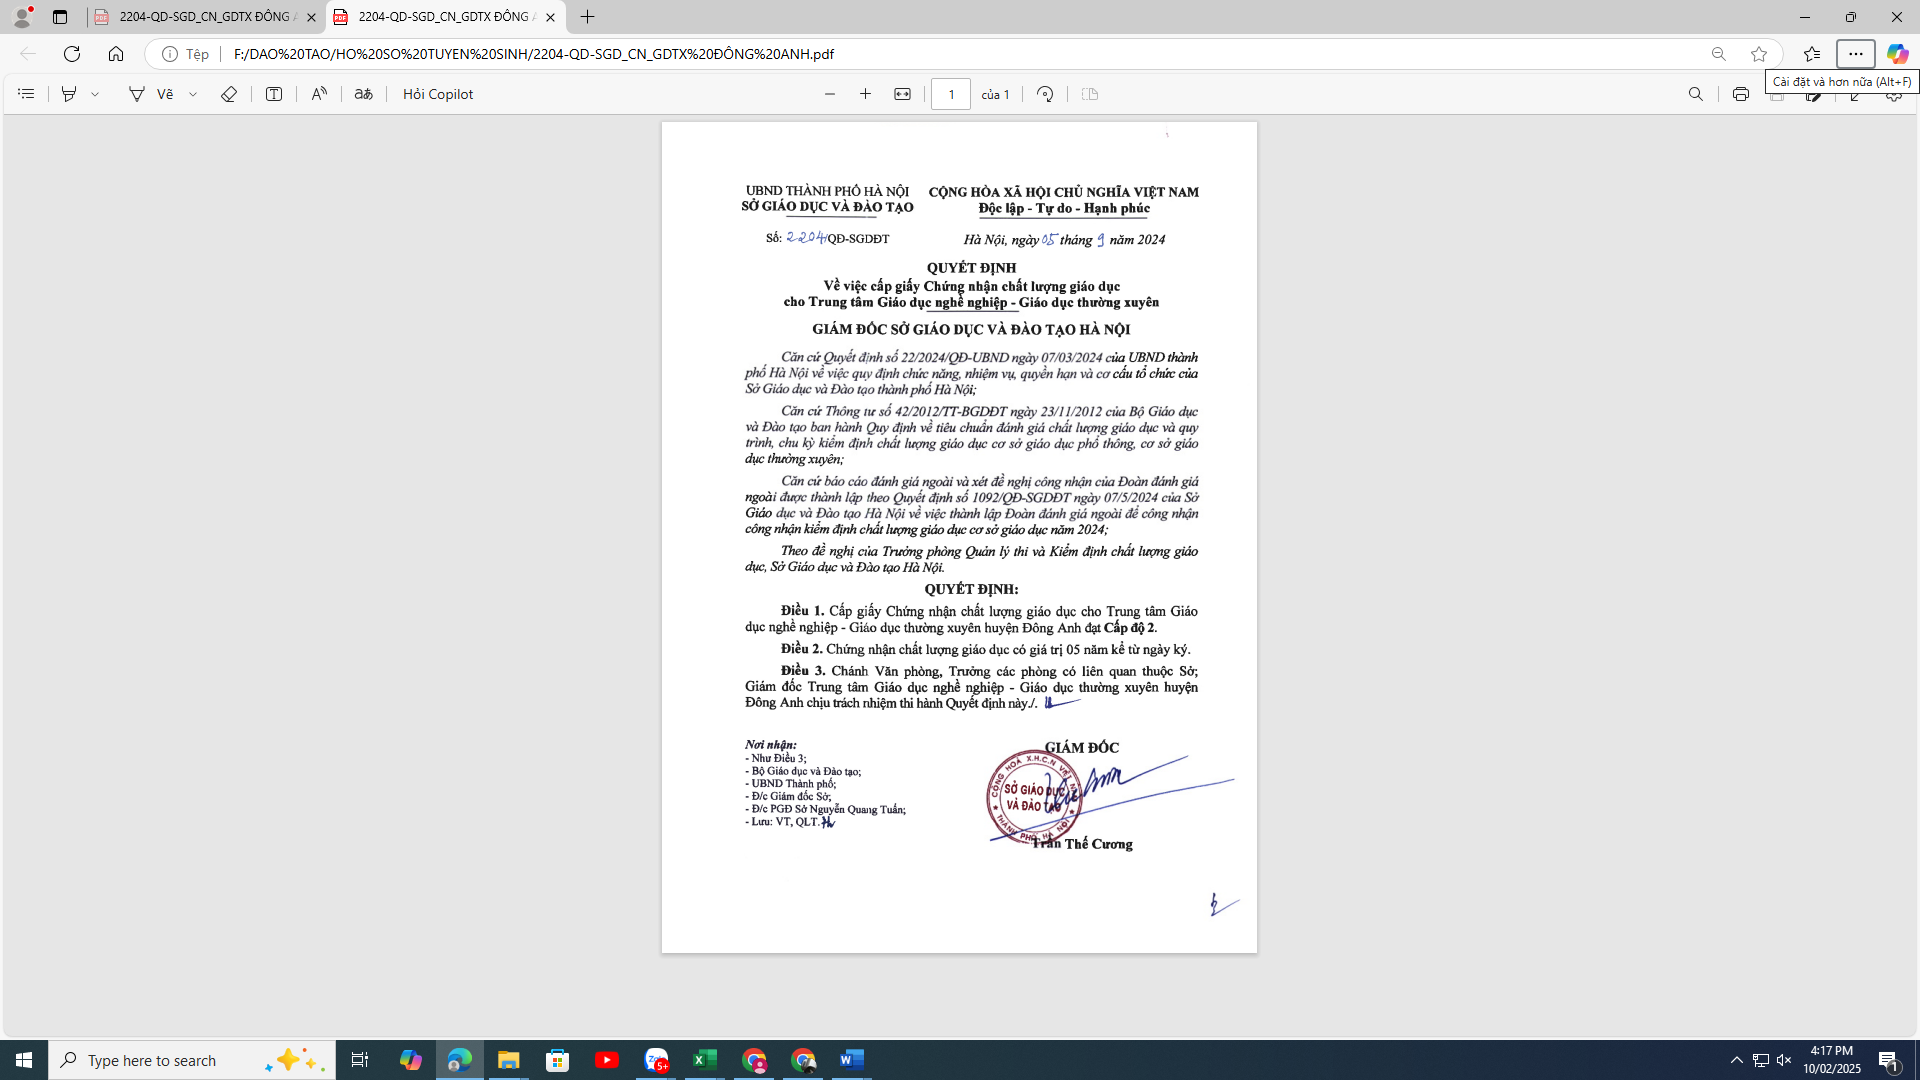 2204-QD-SGD_CN_GDTX ĐÔNG A
2204-QD-SGD_CN_GDTX ĐÔNG A
Tệp
F:/DAO%20TAO/HO%20SO%20TUYEN%20SINH/2204-QD-SGD_CN_GDTX%20ĐÔNG%20ANH.pdf
Cài đặt và hơn nữa (Alt+F)
Vẽ
aあ
Hỏi Copilot
1
của 1
UBND THÀNH PHỐ HÀ NỘI
SỞ GIÁO DỤC VÀ ĐÀO TẠO
CỘNG HÒA XÃ HỘI CHỦ NGHĨA VIỆT NAM
Độc lập - Tự do - Hạnh phúc
Số: 2204/QĐ-SGDĐT
Hà Nội, ngày 05 tháng 9 năm 2024
QUYẾT ĐỊNH
Về việc cấp giấy Chứng nhận chất lượng giáo dục
cho Trung tâm Giáo dục nghề nghiệp - Giáo dục thường xuyên
GIÁM ĐỐC SỞ GIÁO DỤC VÀ ĐÀO TẠO HÀ NỘI
Căn cứ Quyết định số 22/2024/QĐ-UBND ngày 07/03/2024 của UBND thành
phố Hà Nội về việc quy định chức năng, nhiệm vụ, quyền hạn và cơ cấu tổ chức của
Sở Giáo dục và Đào tạo thành phố Hà Nội;
Căn cứ Thông tư số 42/2012/TT-BGDĐT ngày 23/11/2012 của Bộ Giáo dục
và Đào tạo ban hành Quy định về tiêu chuẩn đánh giá chất lượng giáo dục và quy
trình, chu kỳ kiểm định chất lượng giáo dục cơ sở giáo dục phổ thông, cơ sở giáo
dục thường xuyên;
Căn cứ báo cáo đánh giá ngoài và xét đề nghị công nhận của Đoàn đánh giá
ngoài được thành lập theo Quyết định số 1092/QĐ-SGDĐT ngày 07/5/2024 của Sở
Giáo dục và Đào tạo Hà Nội về việc thành lập Đoàn đánh giá ngoài để công nhận
công nhận kiểm định chất lượng giáo dục cơ sở giáo dục năm 2024;
Theo đề nghị của Trưởng phòng Quản lý thi và Kiểm định chất lượng giáo
dục, Sở Giáo dục và Đào tạo Hà Nội.
QUYẾT ĐỊNH:
Điều 1. Cấp giấy Chứng nhận chất lượng giáo dục cho Trung tâm Giáo
dục nghề nghiệp - Giáo dục thường xuyên huyện Đông Anh đạt Cấp độ 2.
Điều 2. Chứng nhận chất lượng giáo dục có giá trị 05 năm kể từ ngày ký.
Điều 3. Chánh Văn phòng, Trưởng các phòng có liên quan thuộc Sở;
Giám đốc Trung tâm Giáo dục nghề nghiệp - Giáo dục thường xuyên huyện
Đông Anh chịu trách nhiệm thi hành Quyết định này./.
Nơi nhận:
- Như Điều 3;
- Bộ Giáo dục và Đào tạo;
- UBND Thành phố;
- Đ/c Giám đốc Sở;
- Đ/c PGĐ Sở Nguyễn Quang Tuấn;
- Lưu: VT, QLT.
GIÁM ĐỐC
CỘNG HOÀ X.H.C.N VIỆT NAM
SỞ GIÁO DỤC
VÀ ĐÀO TẠO
THÀNH PHỐ HÀ NỘI
Trần Thế Cương
Type here to search
5+
4:17 PM
10/02/2025
1